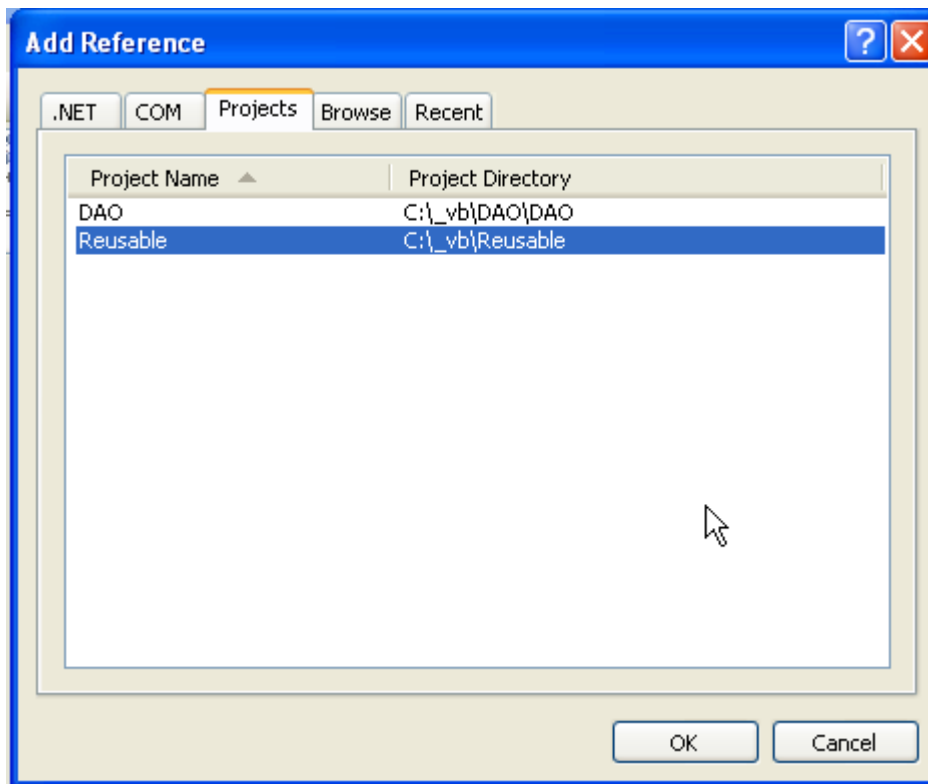 Add Reference
.NET COM Projects Browse Recent
Project Name Project Directory
DAO C:\_vb\DAO\DAO
Reusable C:\_vb\Reusable
OK Cancel